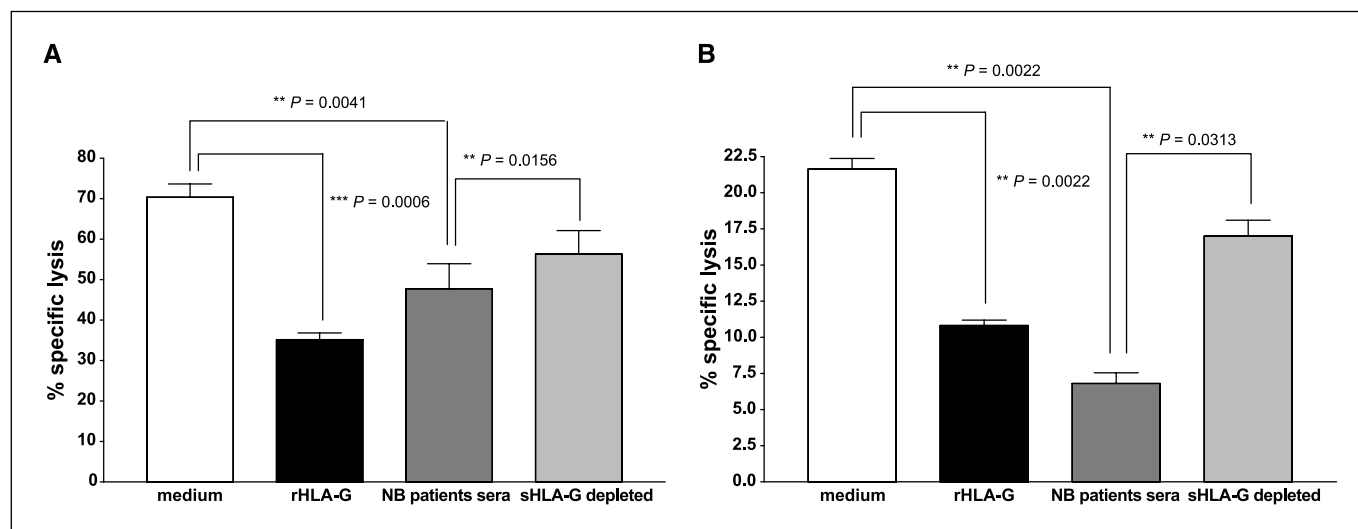 A
** P = 0.0041
** P = 0.0156
*** P = 0.0006
% specific lysis
80
70
60
50
40
30
20
10
0
medium rHLA-G NB patients sera sHLA-G depleted
B
** P = 0.0022
** P = 0.0313
** P = 0.0022
% specific lysis
22.5
20.0
17.5
15.0
12.5
10.0
7.5
5.0
2.5
0.0
medium rHLA-G NB patients sera sHLA-G depleted